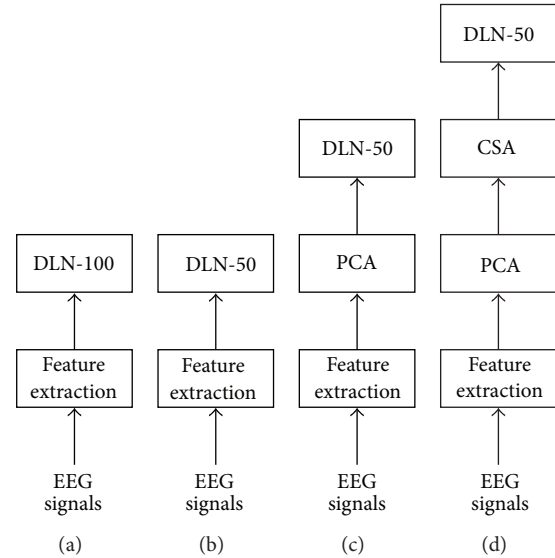 DLN-50
DLN-50
CSA
DLN-100
DLN-50
PCA
PCA
Feature
extraction
Feature
extraction
Feature
extraction
Feature
extraction
EEG
signals
EEG
signals
EEG
signals
EEG
signals
(a)
(b)
(c)
(d)